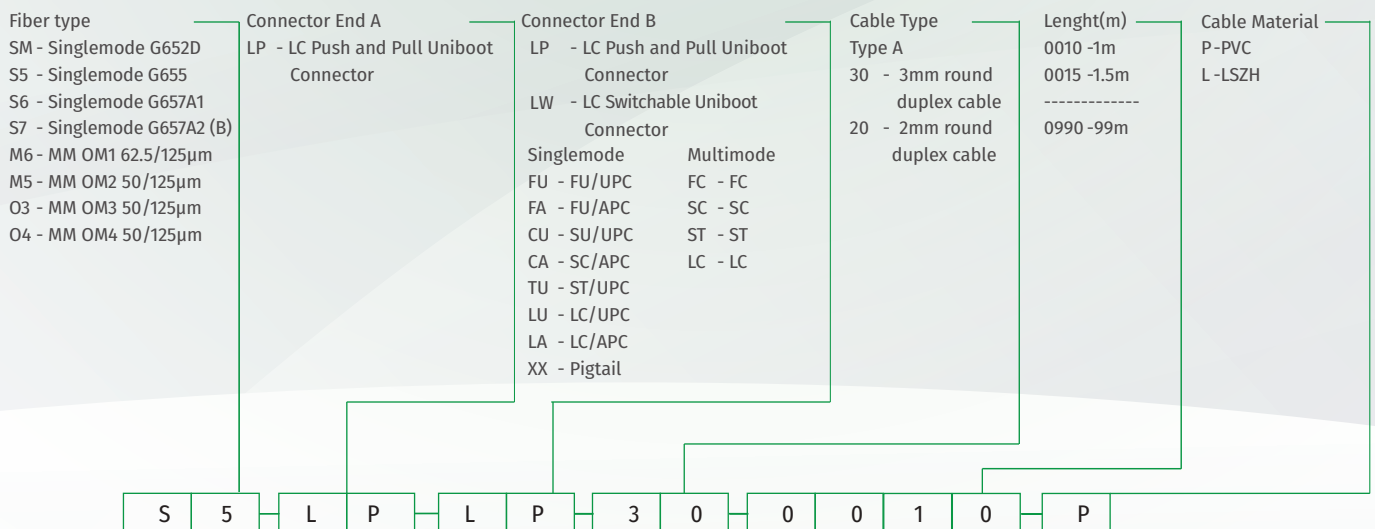 Fiber type
SM - Singlemode G652D
S5 - Singlemode G655
S6 - Singlemode G657A1
S7 - Singlemode G657A2 (B)
M6 - MM OM1 62.5/125µm
M5 - MM OM2 50/125µm
O3 - MM OM3 50/125µm
O4 - MM OM4 50/125µm
Connector End A
LP - LC Push and Pull Uniboot
Connector
Connector End B
LP - LC Push and Pull Uniboot
Connector
LW - LC Switchable Uniboot
Connector
Singlemode
FU - FU/UPC
FA - FU/APC
CU - SU/UPC
CA - SC/APC
TU - ST/UPC
LU - LC/UPC
LA - LC/APC
XX - Pigtail
Multimode
FC - FC
SC - SC
ST - ST
LC - LC
Cable Type
Type A
30 - 3mm round
duplex cable
20 - 2mm round
duplex cable
Lenght(m)
0010 -1m
0015 -1.5m
-------------
0990 -99m
Cable Material
P -PVC
L -LSZH
S 5 L P L P 3 0 0 0 1 0 P